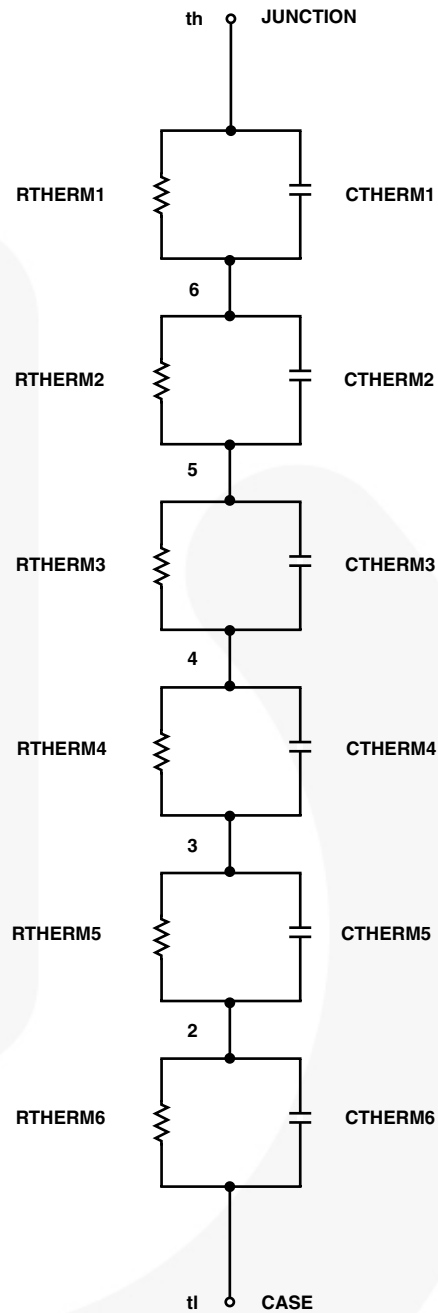 th JUNCTION
RTHERM1 CTHERM1
6
RTHERM2 CTHERM2
5
RTHERM3 CTHERM3
4
RTHERM4 CTHERM4
3
RTHERM5 CTHERM5
2
RTHERM6 CTHERM6
tl CASE